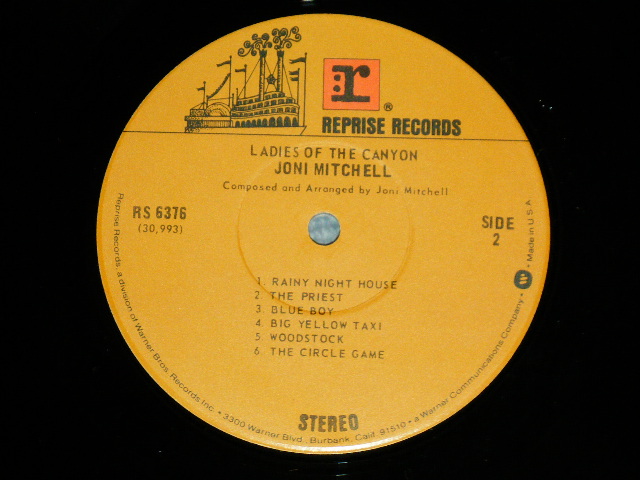 r
®
REPRISE RECORDS
LADIES OF THE CANYON
JONI MITCHELL
Composed and Arranged by Joni Mitchell
RS 6376
(30,993)
SIDE
2
1. RAINY NIGHT HOUSE
2. THE PRIEST
3. BLUE BOY
4. BIG YELLOW TAXI
5. WOODSTOCK
6. THE CIRCLE GAME
STEREO
Reprise Records, a division of Warner Bros. Records Inc. • 3300 Warner Blvd., Burbank, Calif. 91510 • a Warner Communications Company • W • Made in U.S.A.